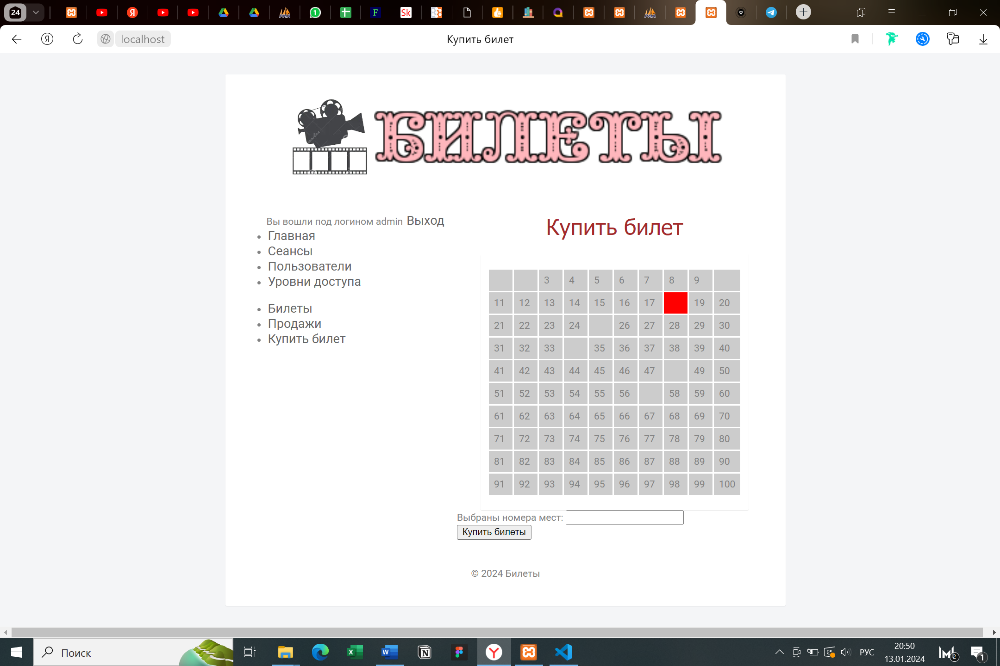 24
1
F
Sk
PMA
PMA
W
Я
localhost
Купить билет
БИЛЕТЫ
Вы вошли под логином admin Выход
Главная
Сеансы
Пользователи
Уровни доступа
Билеты
Продажи
Купить билет
Купить билет
3 4 5 6 7 8 9
11 12 13 14 15 16 17 19 20
21 22 23 24 26 27 28 29 30
31 32 33 35 36 37 38 39 40
41 42 43 44 45 46 47 49 50
51 52 53 54 55 56 58 59 60
61 62 63 64 65 66 67 68 69 70
71 72 73 74 75 76 77 78 79 80
81 82 83 84 85 86 87 88 89 90
91 92 93 94 95 96 97 98 99 100
Выбраны номера мест:
Купить билеты
© 2024 Билеты
Поиск
РУС
20:50
13.01.2024
2
1